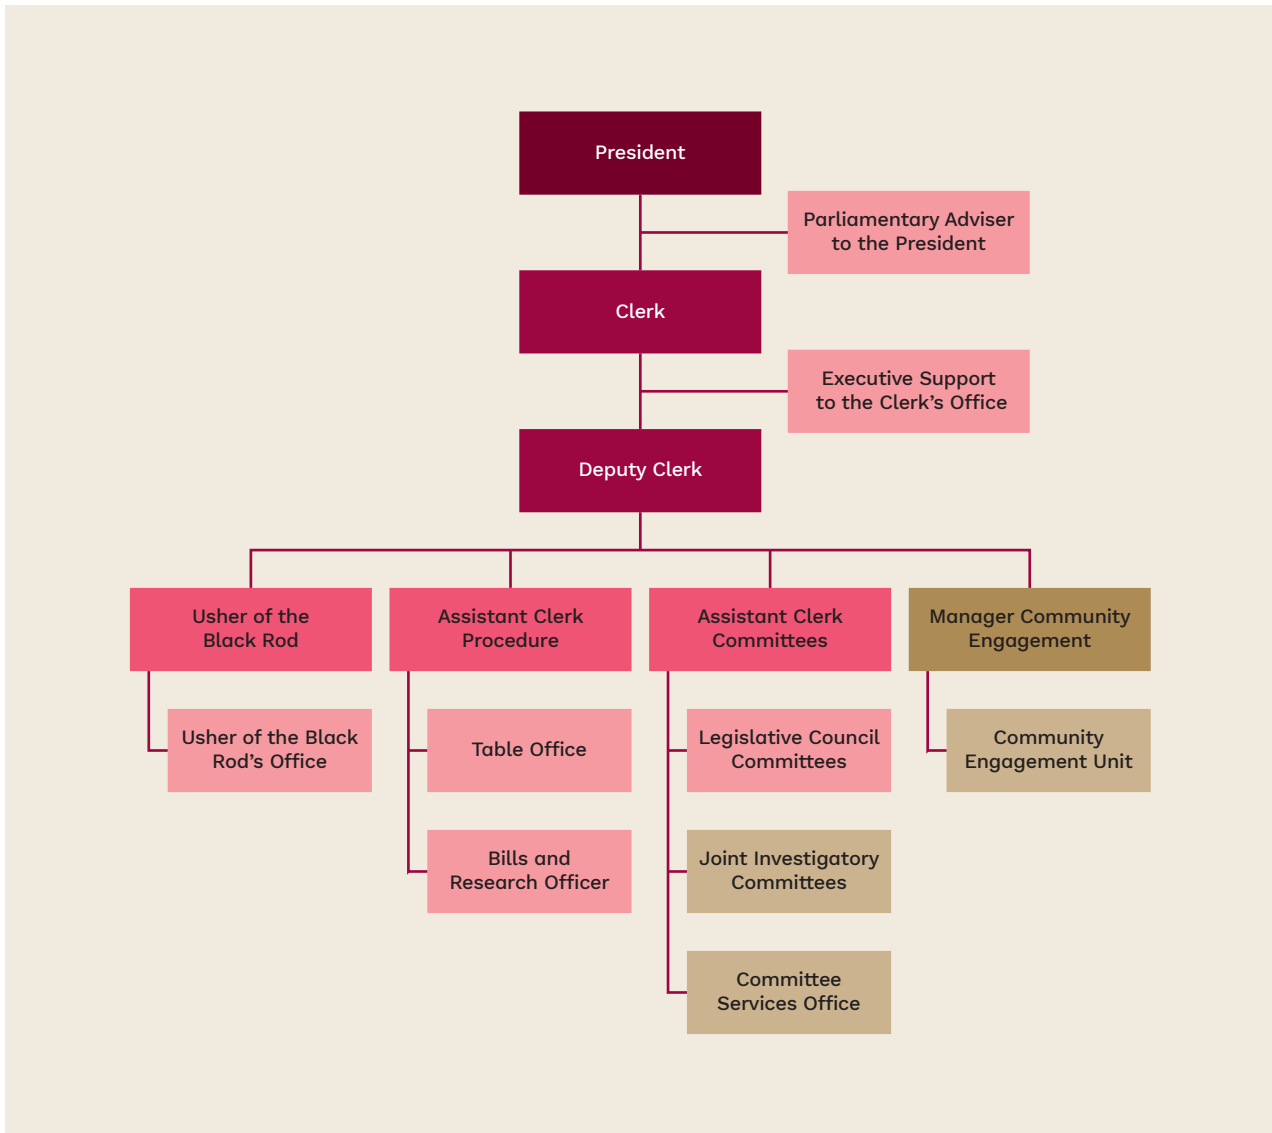 President
Parliamentary Adviser
to the President
Clerk
Executive Support
to the Clerk’s Office
Deputy Clerk
Usher of the
Black Rod
Assistant Clerk
Procedure
Assistant Clerk
Committees
Manager Community
Engagement
Usher of the Black
Rod’s Office
Table Office
Legislative Council
Committees
Community
Engagement Unit
Bills and
Research Officer
Joint Investigatory
Committees
Committee
Services Office